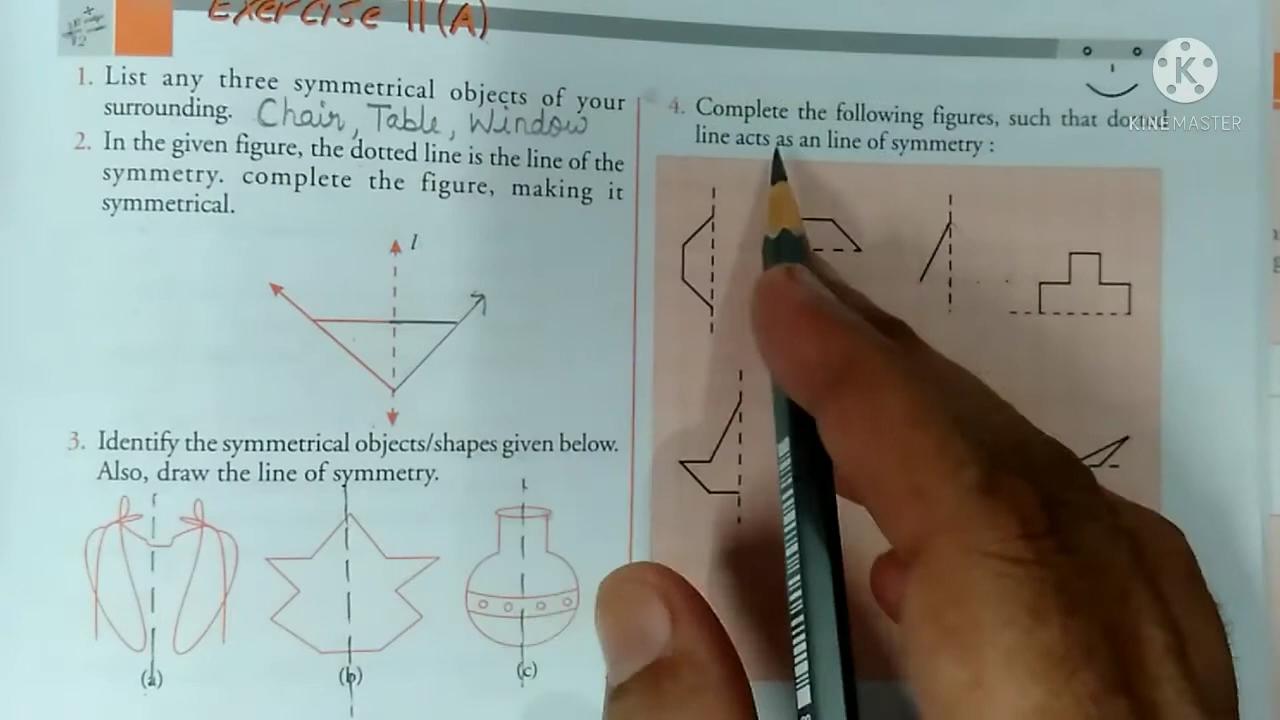 Exercise 11(A)
1. List any three symmetrical objects of your
surrounding. Chair, Table, Window
2. In the given figure, the dotted line is the line of the
symmetry. complete the figure, making it
symmetrical.
l
3. Identify the symmetrical objects/shapes given below.
Also, draw the line of symmetry.
(a) (b) (c)
4. Complete the following figures, such that dotted
line acts as an line of symmetry :
K
KINEMASTER